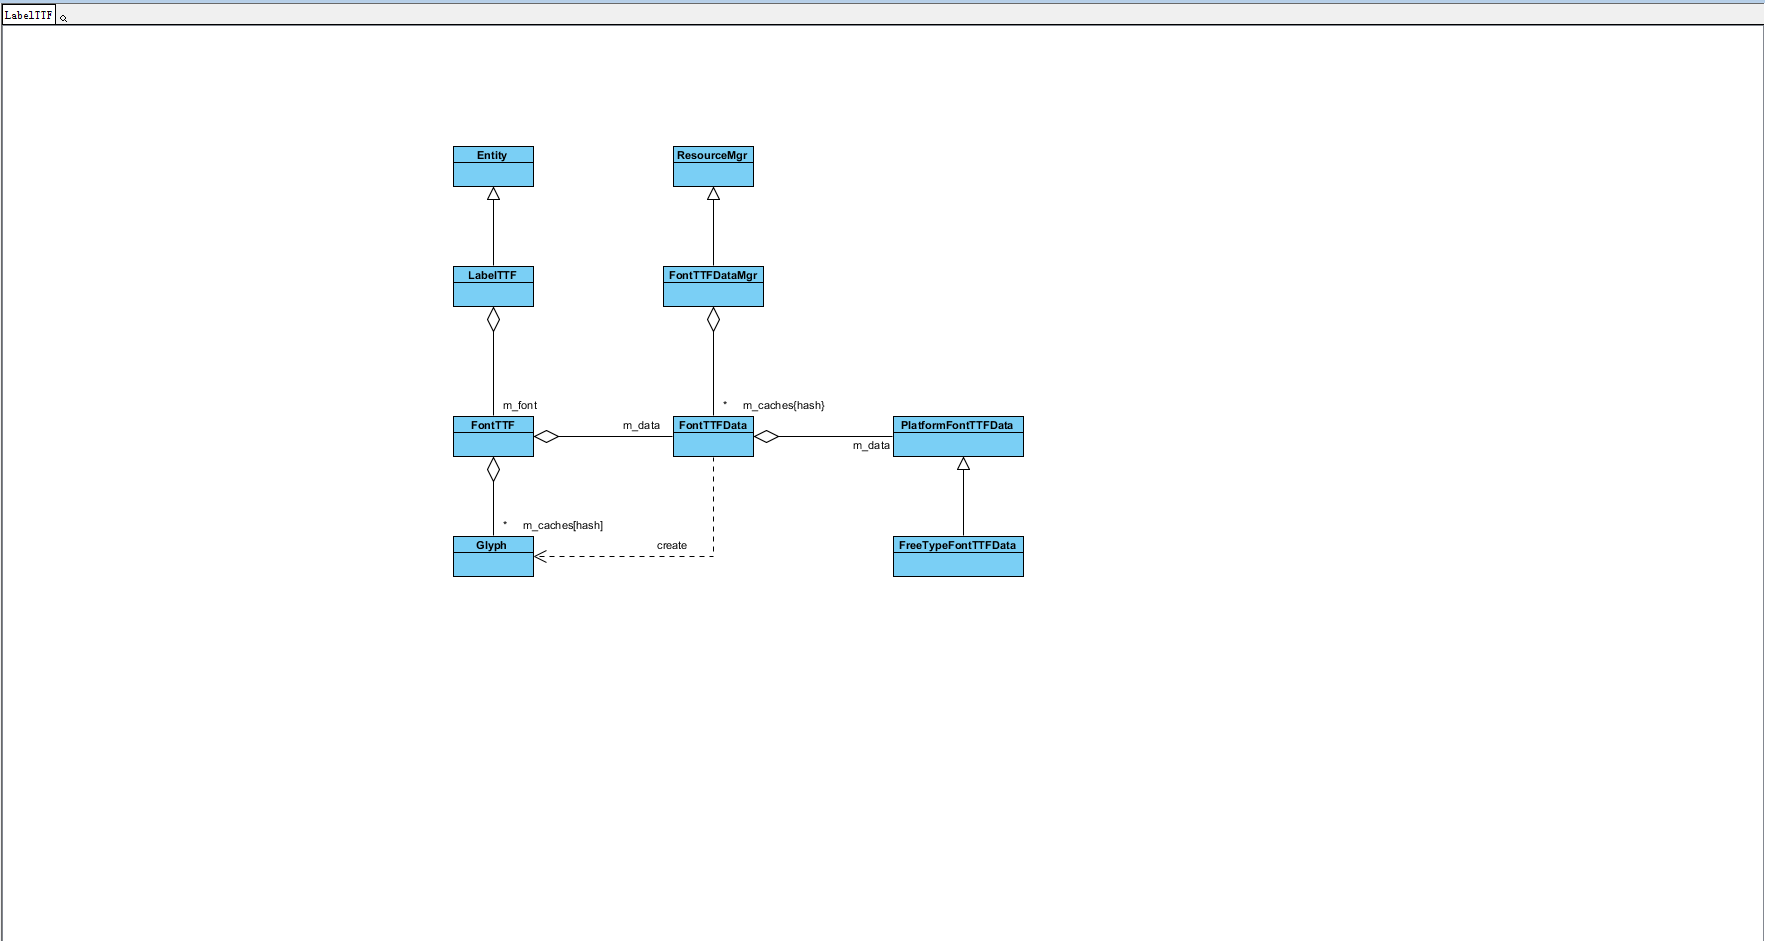 LabelTTF
Entity
ResourceMgr
LabelTTF
FontTTFDataMgr
m_font
* m_caches{hash}
FontTTF
m_data
FontTTFData
PlatformFontTTFData
m_data
* m_caches[hash]
Glyph
create
FreeTypeFontTTFData